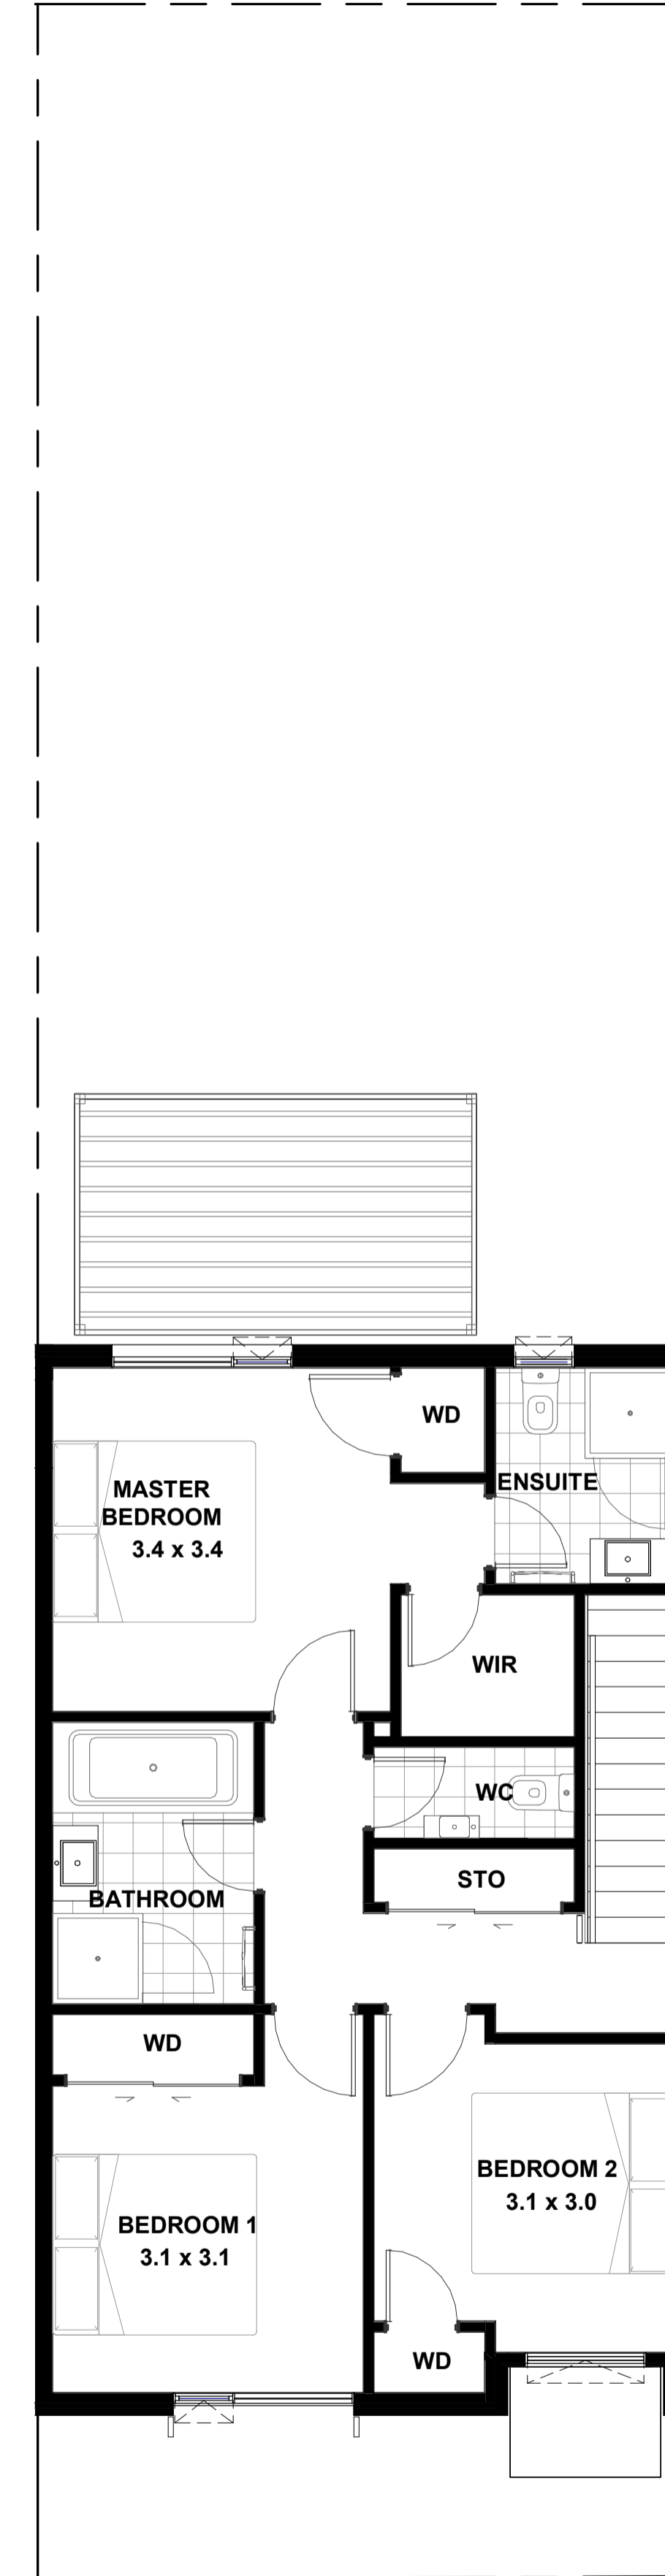 WD
MASTER
BEDROOM
3.4 x 3.4
ENSUITE
WIR
WC
STO
BATHROOM
WD
BEDROOM 2
3.1 x 3.0
BEDROOM 1
3.1 x 3.1
WD